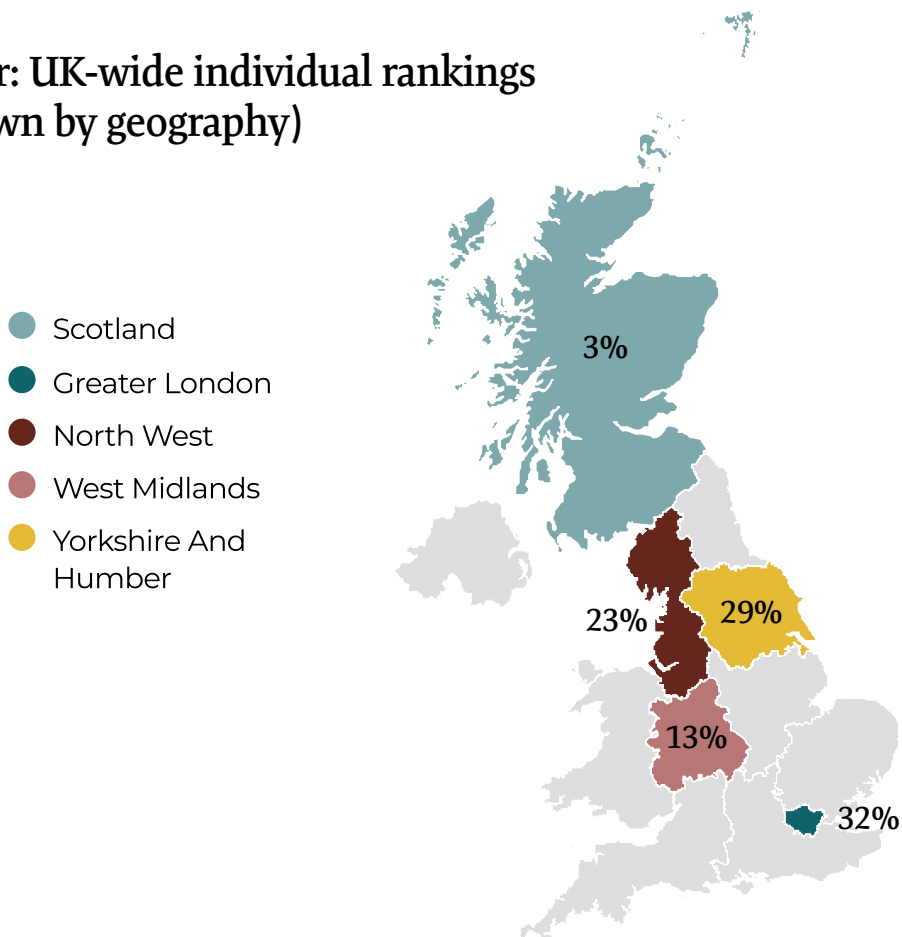 r: UK-wide individual rankings
wn by geography)
3%
Scotland
Greater London
North West
West Midlands
Yorkshire And
Humber
23%
29%
13%
32%